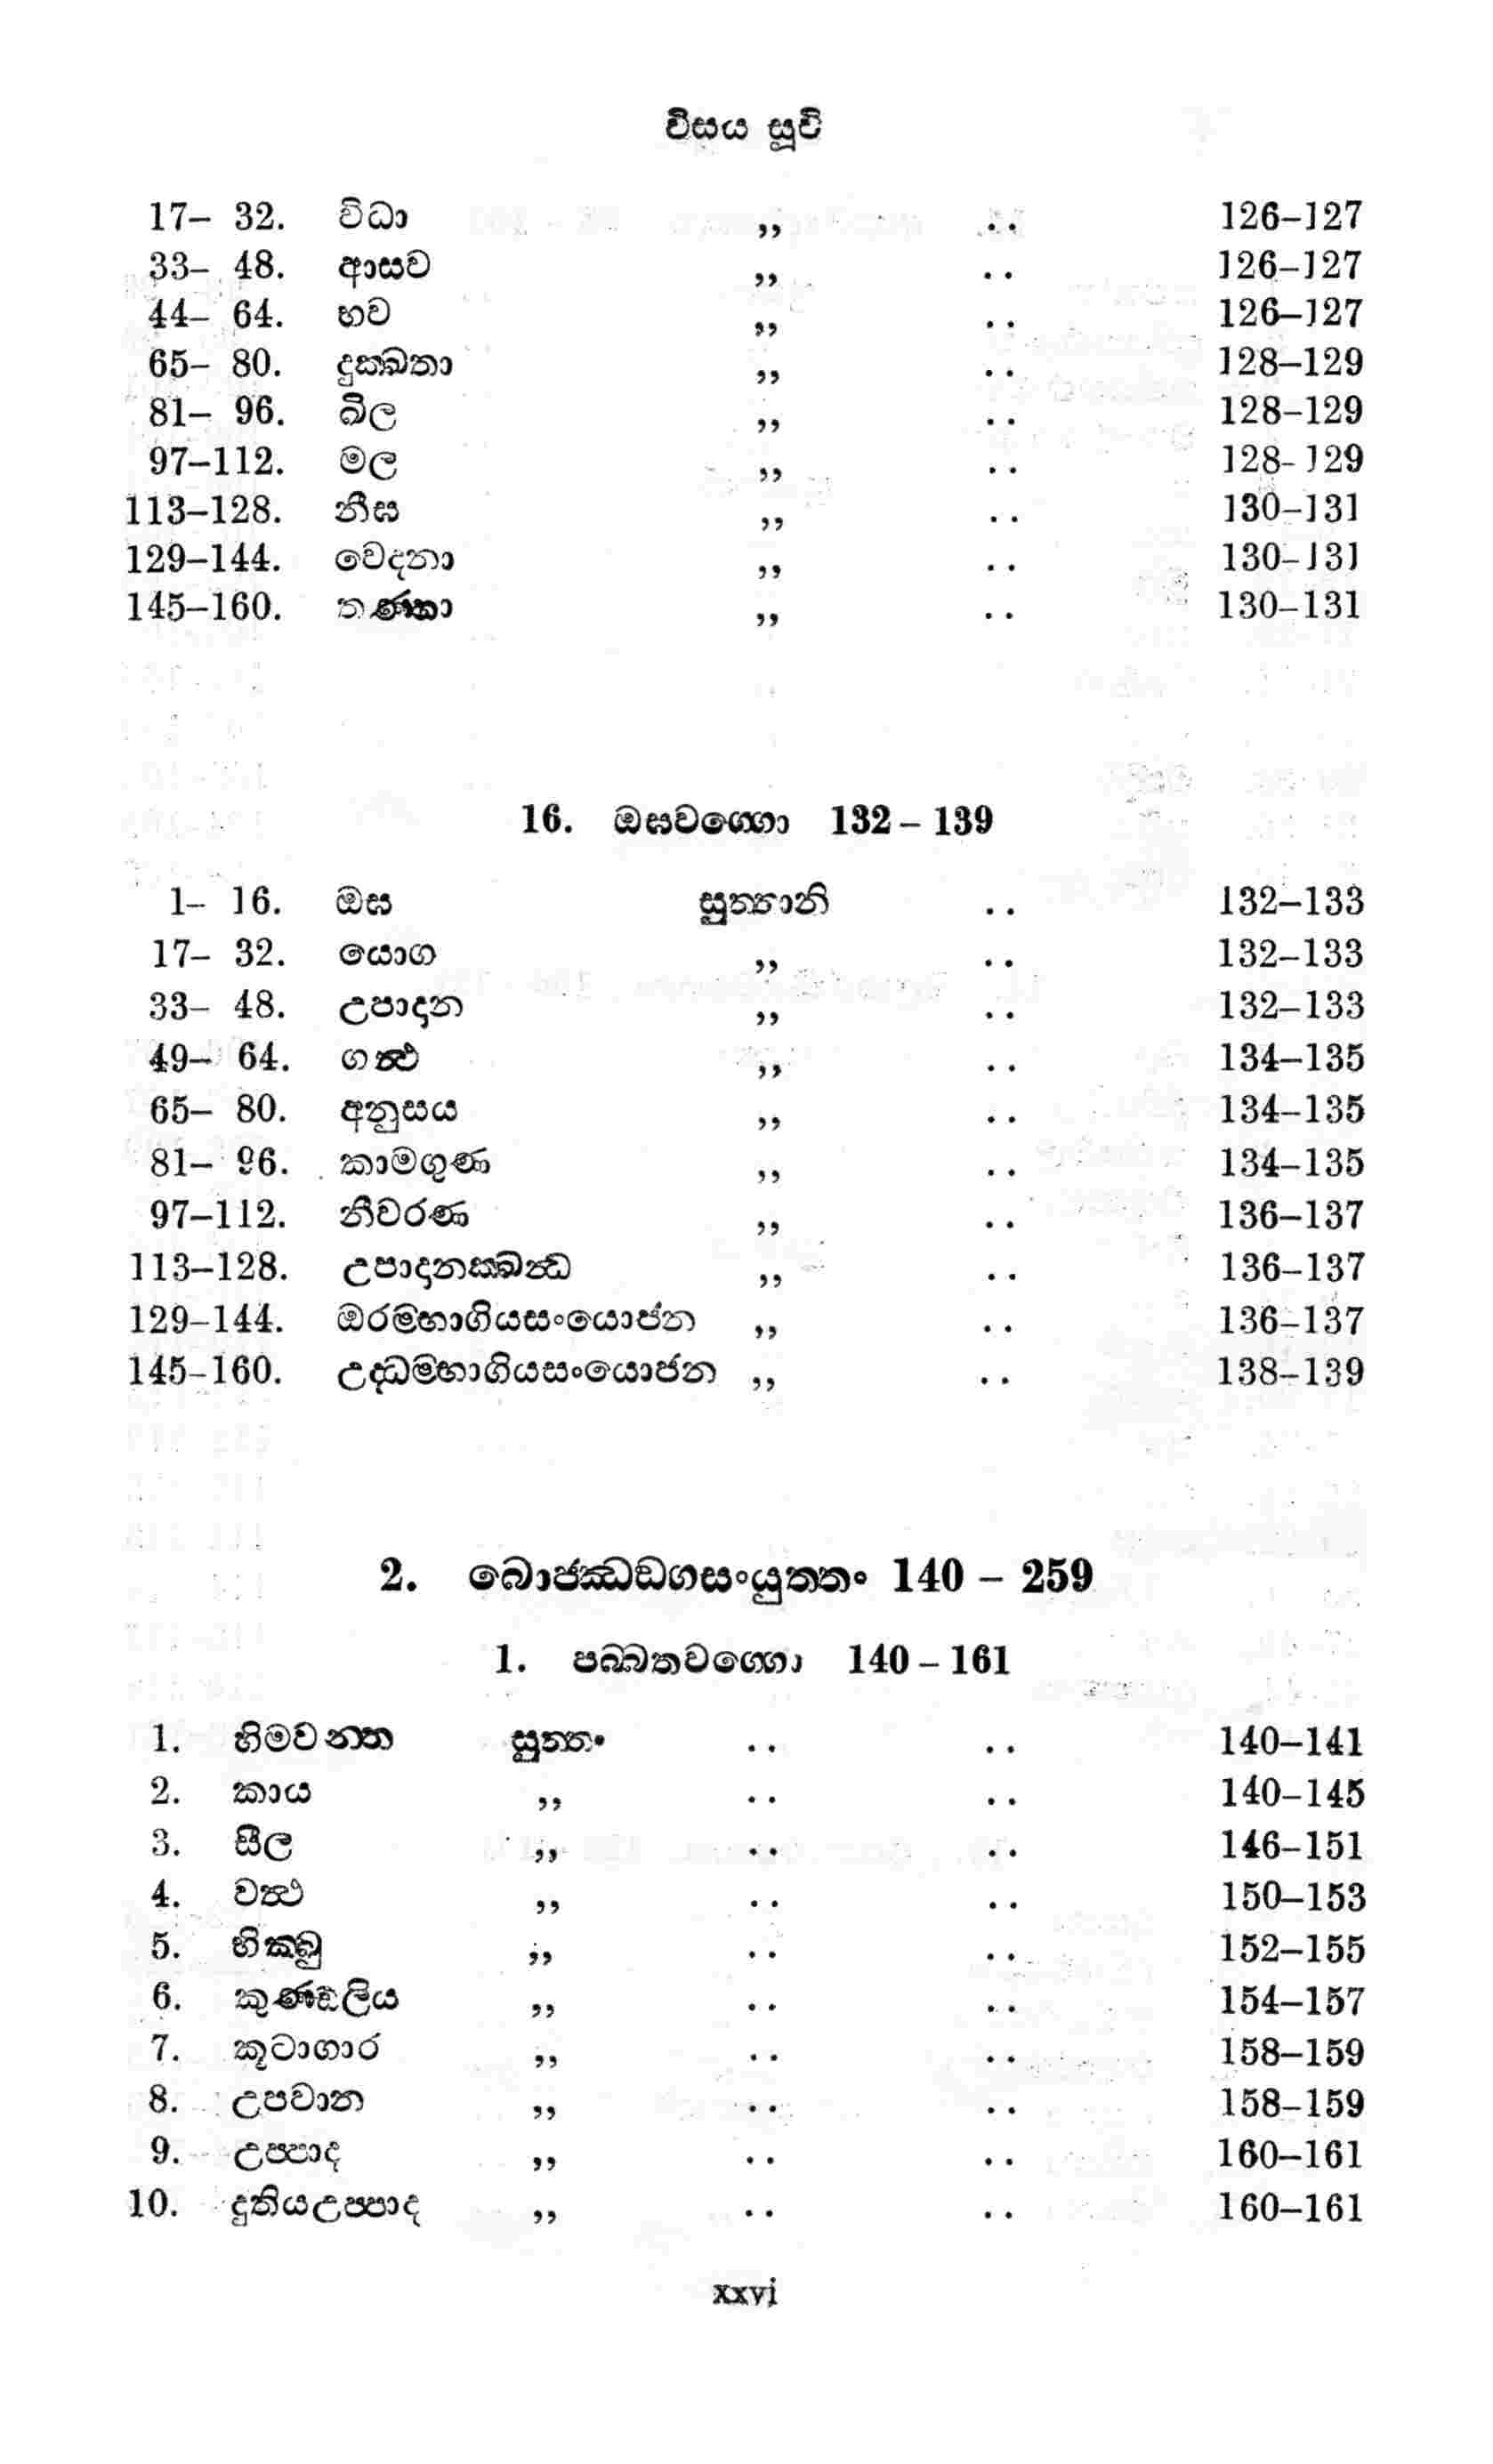 විසය සූචි
17– 32. විධා ,, . . 126–127
33– 48. ආසව ,, . . 126–127
44– 64. භව ,, . . 126–127
65– 80. දුක්ඛතා ,, . . 128–129
81– 96. ඛිල ,, . . 128–129
97–112. මල ,, . . 128–129
113–128. නීඝ ,, . . 130–131
129–144. වෙදනා ,, . . 130–131
145–160. තණ්හා ,, . . 130–131
16. ඔඝවග්ගො 132 – 139
1– 16. ඔඝ සුත්තානි . . 132–133
17– 32. යොග ,, . . 132–133
33– 48. උපාදාන ,, . . 132–133
49– 64. ගන්ථ ,, . . 134–135
65– 80. අනුසය ,, . . 134–135
81– 96. කාමගුණ ,, . . 134–135
97–112. නීවරණ ,, . . 136–137
113–128. උපාදානක්ඛන්ධ ,, . . 136–137
129–144. ඔරම්භාගියසංයොජන ,, . . 136–137
145–160. උද්ධම්භාගියසංයොජන ,, . . 138–139
2. බොජ්ඣඞ්ගසංයුත්තං 140 – 259
1. පබ්බතවග්ගො 140 – 161
1. හිමවන්ත සුත්තං . . . . 140–141
2. කාය ,, . . . . 140–145
3. සීල ,, . . . . 146–151
4. වත්ථ ,, . . . . 150–153
5. භික්ඛු ,, . . . . 152–155
6. කුණ්ඩලිය ,, . . . . 154–157
7. කූටාගාර ,, . . . . 158–159
8. උපවාන ,, . . . . 158–159
9. උප්පාද ,, . . . . 160–161
10. දුතියඋප්පාද ,, . . . . 160–161
xxvi